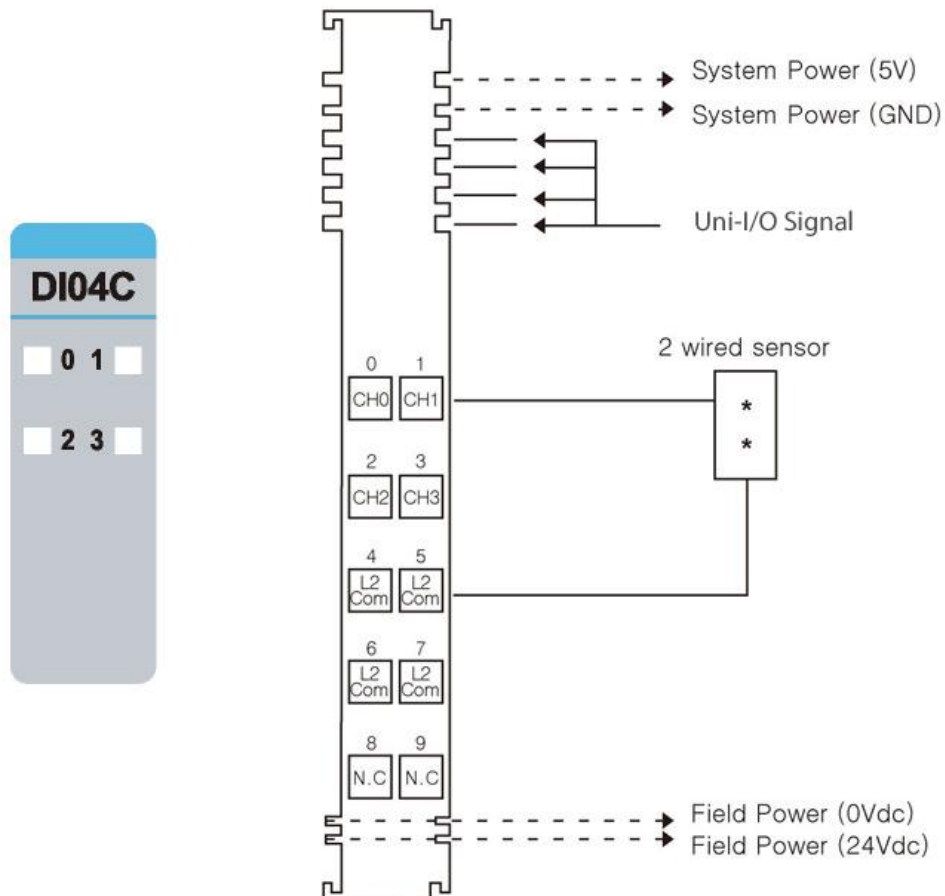 DI04C
0 1
2 3
System Power (5V)
System Power (GND)
Uni-I/O Signal
2 wired sensor
*
*
0 1
CH0 CH1
2 3
CH2 CH3
4 5
L2 L2
Com Com
6 7
L2 L2
Com Com
8 9
N.C N.C
Field Power (0Vdc)
Field Power (24Vdc)